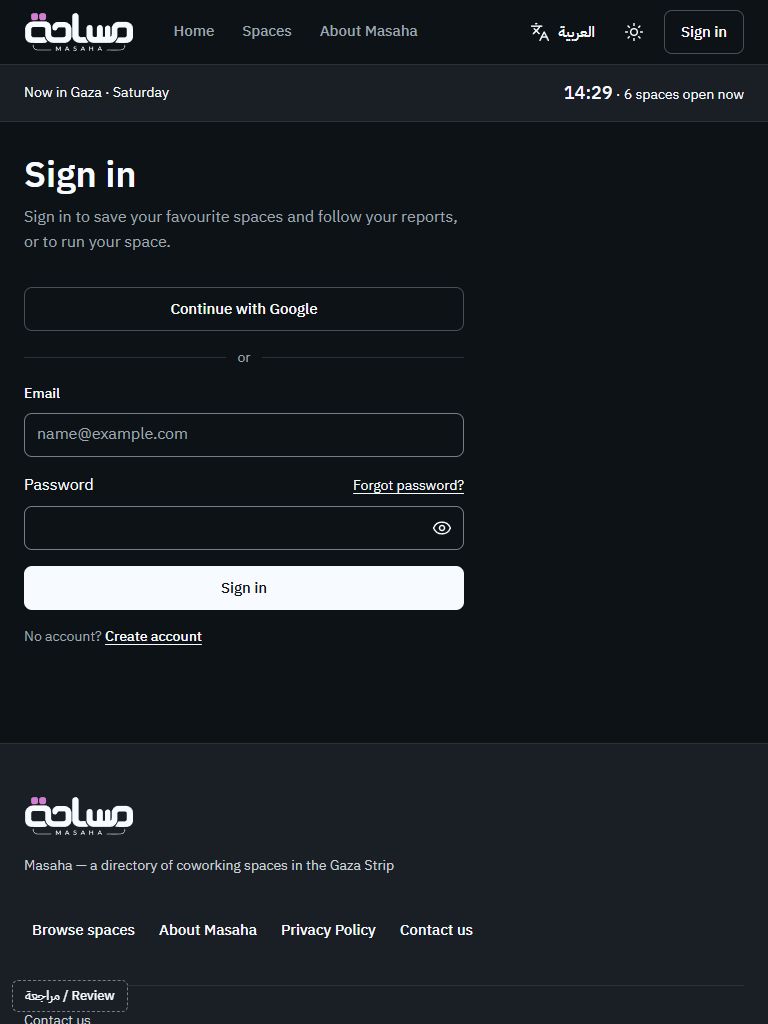 مساحة
MASAHA
Home
Spaces
About Masaha
العربية
Sign in
Now in Gaza · Saturday
14:29 · 6 spaces open now
Sign in
Sign in to save your favourite spaces and follow your reports,
or to run your space.
Continue with Google
or
Email
name@example.com
Password
Forgot password?
Sign in
No account? Create account
مساحة
MASAHA
Masaha — a directory of coworking spaces in the Gaza Strip
Browse spaces
About Masaha
Privacy Policy
Contact us
مراجعة / Review
Contact us